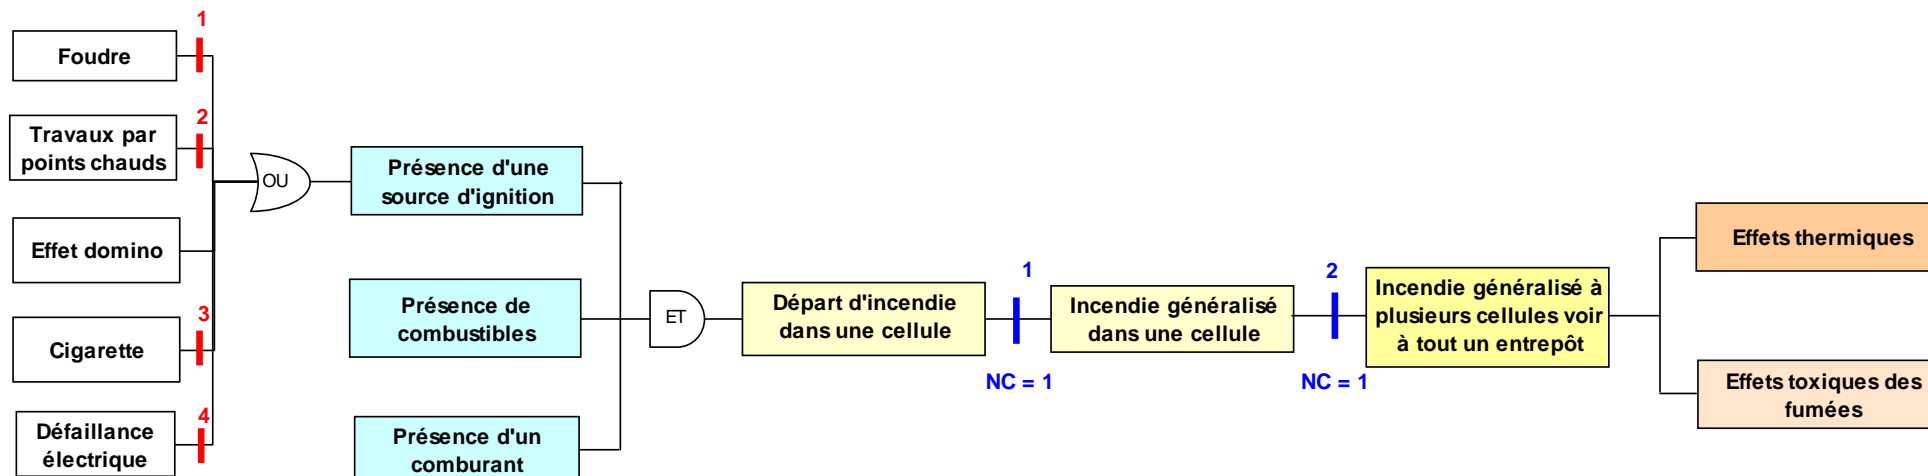 1
Foudre
2
Travaux par
points chauds
OU
Présence d'une
source d'ignition
Effet domino
3
Cigarette
4
Défaillance
électrique
Présence de
combustibles
Présence d'un
comburant
ET
Départ d'incendie
dans une cellule
1
NC = 1
Incendie généralisé
dans une cellule
2
NC = 1
Incendie généralisé à
plusieurs cellules voir
à tout un entrepôt
Effets thermiques
Effets toxiques des
fumées